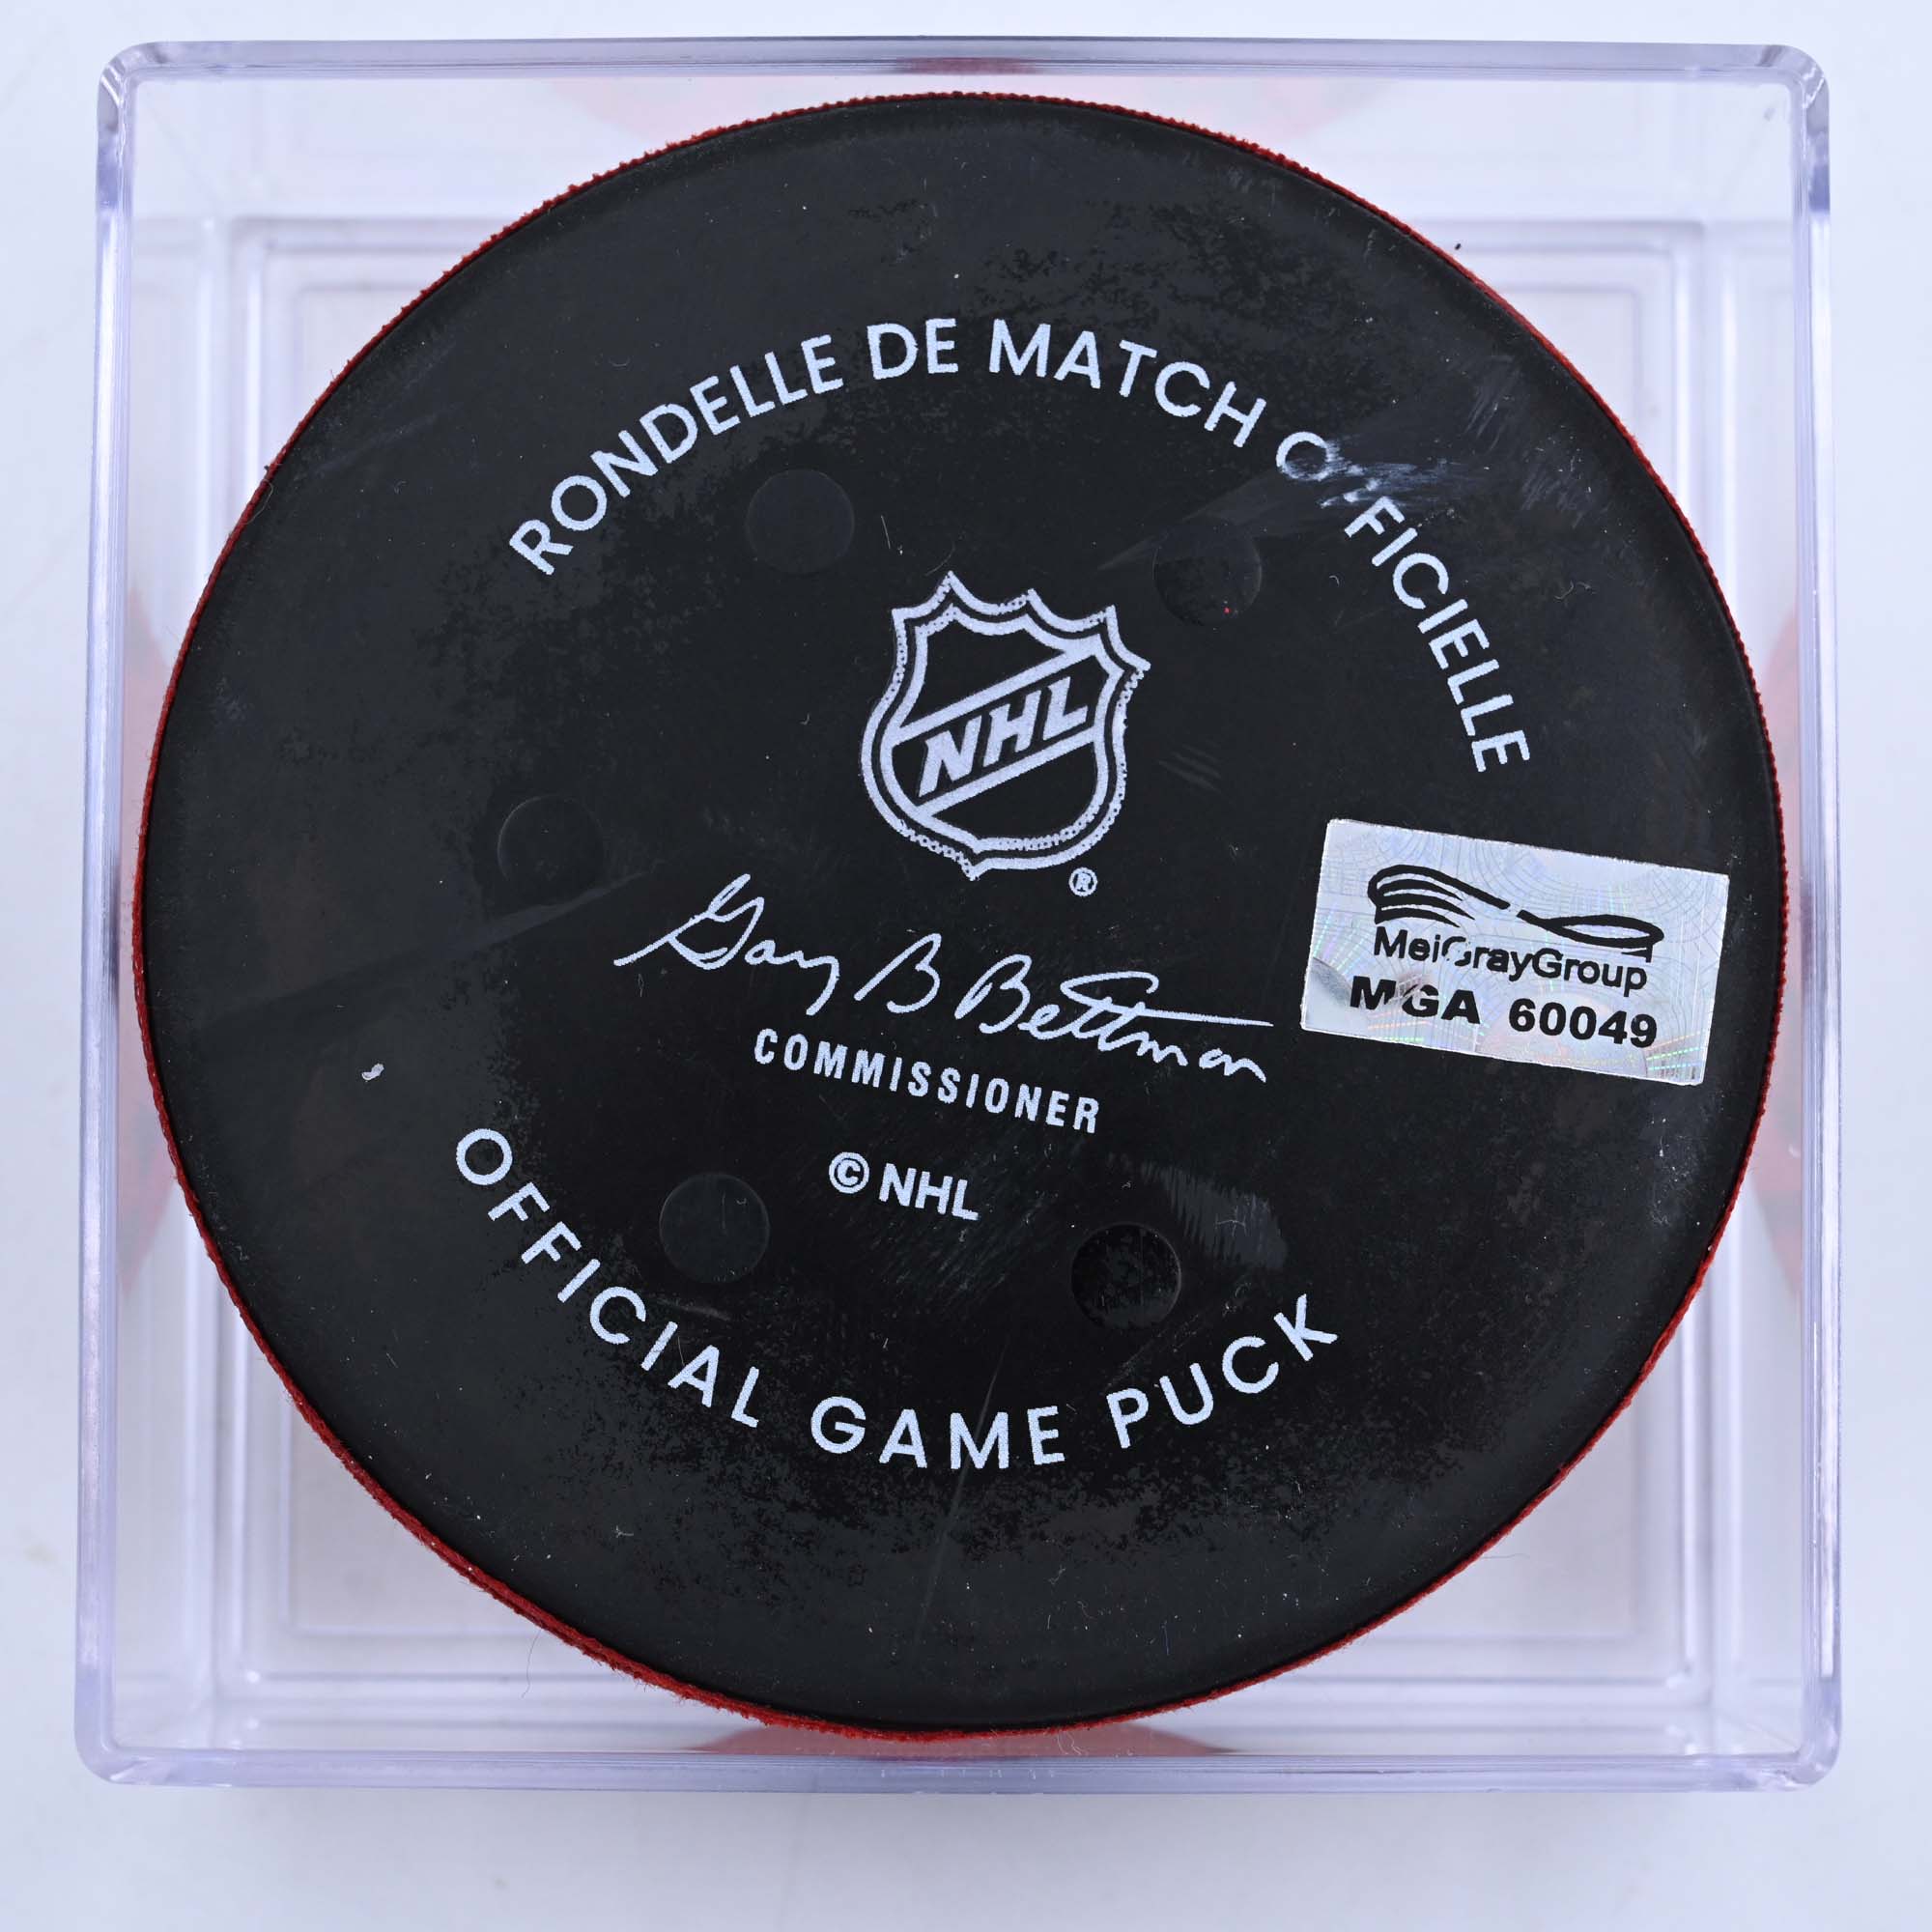 RONDELLE DE MATCH OFFICIELLE
NHL
®
Gary B Bettman
COMMISSIONER
© NHL
OFFICIAL GAME PUCK
MeiGrayGroup
MGA 60049